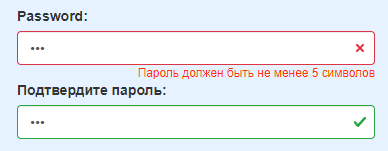 Password:
•••
Пароль должен быть не менее 5 символов
Подтвердите пароль:
•••